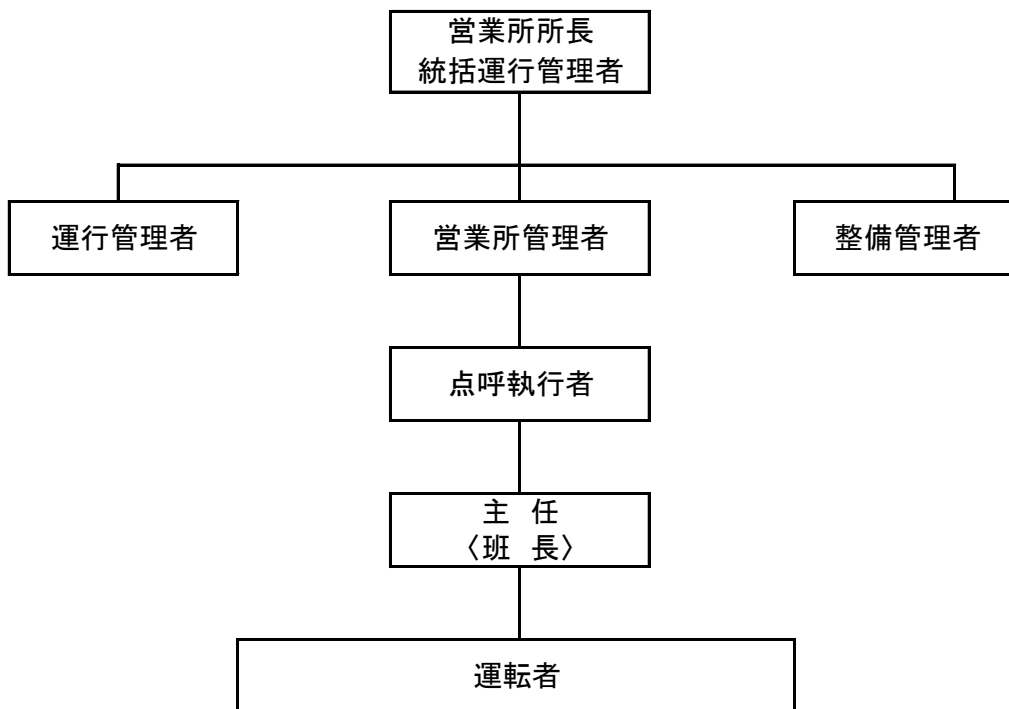 営業所所長
統括運行管理者
運行管理者
営業所管理者
整備管理者
点呼執行者
主 任
〈班 長〉
運転者